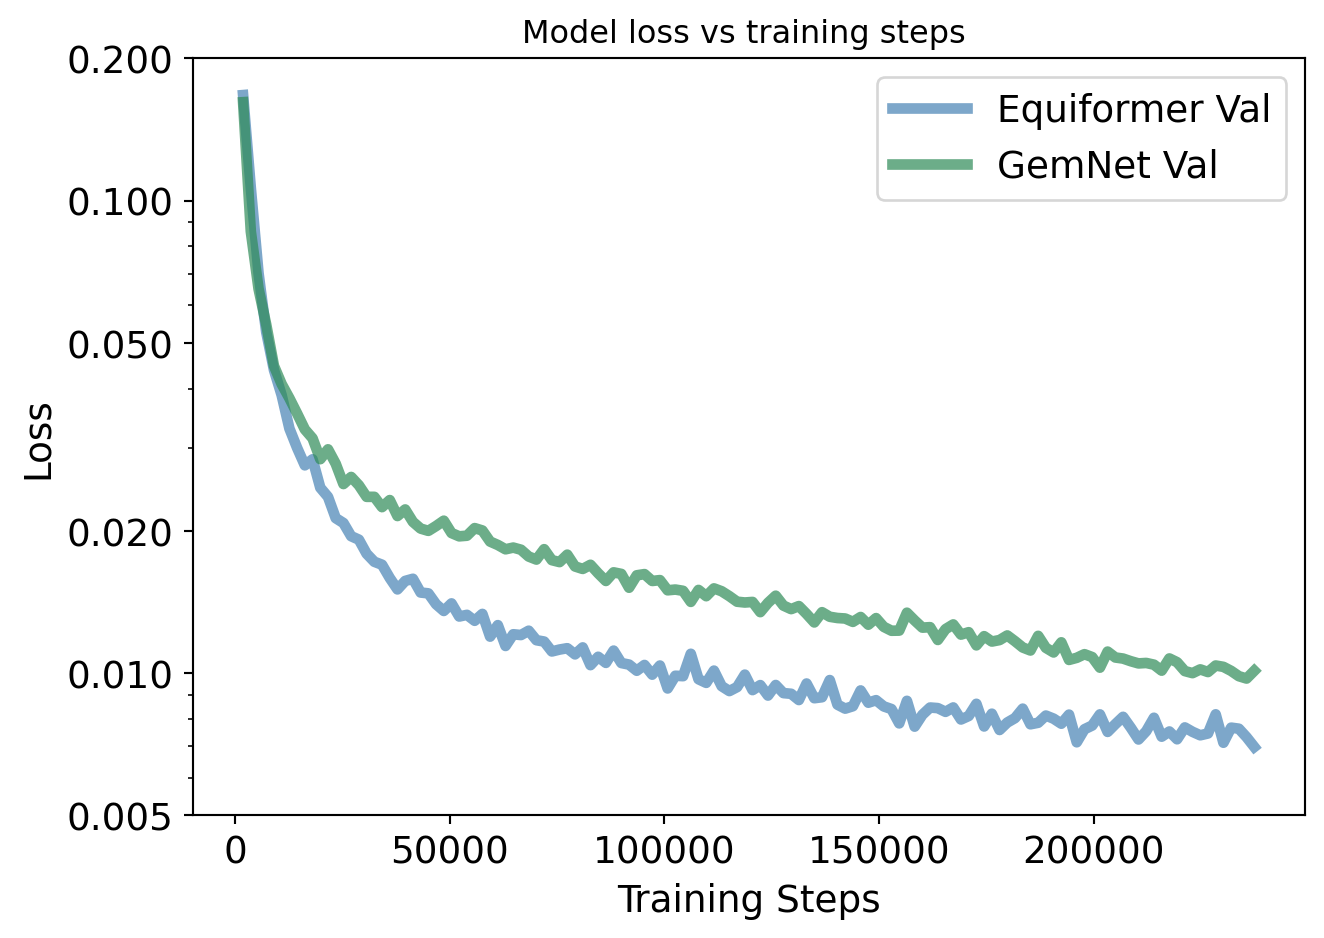 Model loss vs training steps
0.200
0.100
0.050
0.020
0.010
0.005
Loss
Equiformer Val
GemNet Val
0 50000 100000 150000 200000
Training Steps